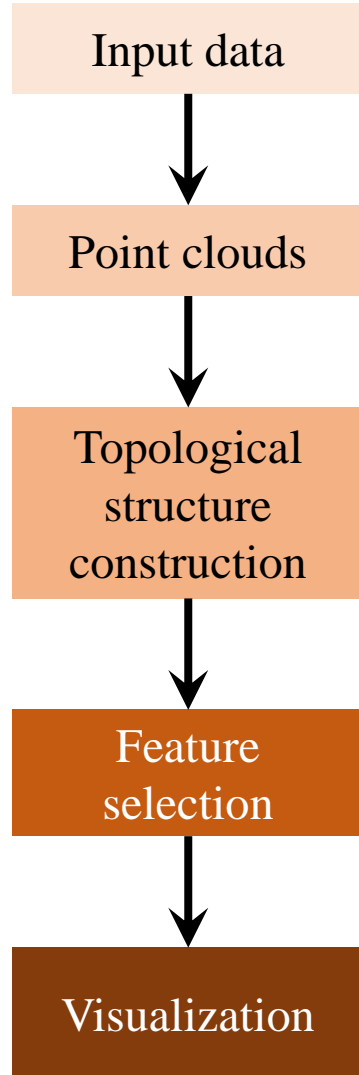 Input data
Point clouds
Topological
structure
construction
Feature
selection
Visualization